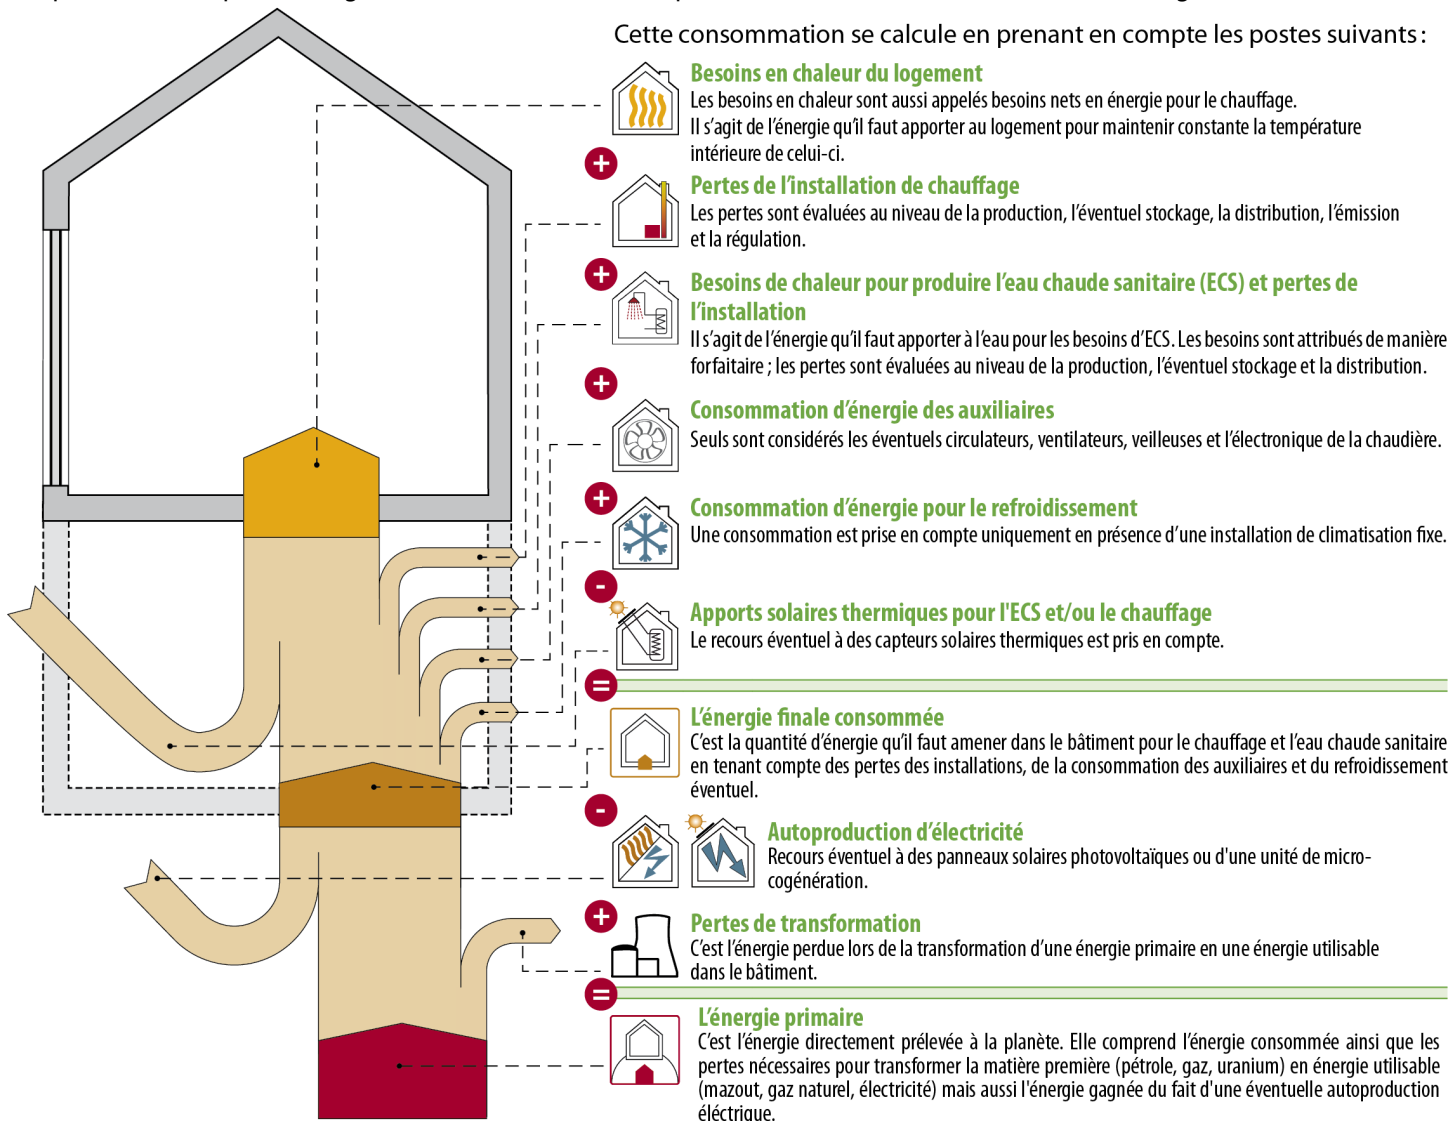 Cette consommation se calcule en prenant en compte les postes suivants :
Besoins en chaleur du logement
Les besoins en chaleur sont aussi appelés besoins nets en énergie pour le chauffage.
Il s’agit de l’énergie qu’il faut apporter au logement pour maintenir constante la température
intérieure de celui-ci.
+
Pertes de l’installation de chauffage
Les pertes sont évaluées au niveau de la production, l’éventuel stockage, la distribution, l’émission
et la régulation.
+
Besoins de chaleur pour produire l’eau chaude sanitaire (ECS) et pertes de
l’installation
Il s’agit de l’énergie qu’il faut apporter à l’eau pour les besoins d’ECS. Les besoins sont attribués de manière
forfaitaire ; les pertes sont évaluées au niveau de la production, l’éventuel stockage et la distribution.
+
Consommation d’énergie des auxiliaires
Seuls sont considérés les éventuels circulateurs, ventilateurs, veilleuses et l’électronique de la chaudière.
+
Consommation d’énergie pour le refroidissement
Une consommation est prise en compte uniquement en présence d’une installation de climatisation fixe.
-
Apports solaires thermiques pour l'ECS et/ou le chauffage
Le recours éventuel à des capteurs solaires thermiques est pris en compte.
=
L’énergie finale consommée
C’est la quantité d’énergie qu’il faut amener dans le bâtiment pour le chauffage et l’eau chaude sanitaire
en tenant compte des pertes des installations, de la consommation des auxiliaires et du refroidissement
éventuel.
-
Autoproduction d’électricité
Recours éventuel à des panneaux solaires photovoltaïques ou d'une unité de micro-
cogénération.
+
Pertes de transformation
C’est l’énergie perdue lors de la transformation d’une énergie primaire en une énergie utilisable
dans le bâtiment.
=
L’énergie primaire
C’est l’énergie directement prélevée à la planète. Elle comprend l’énergie consommée ainsi que les
pertes nécessaires pour transformer la matière première (pétrole, gaz, uranium) en énergie utilisable
(mazout, gaz naturel, électricité) mais aussi l'énergie gagnée du fait d'une éventuelle autoproduction
éléctrique.